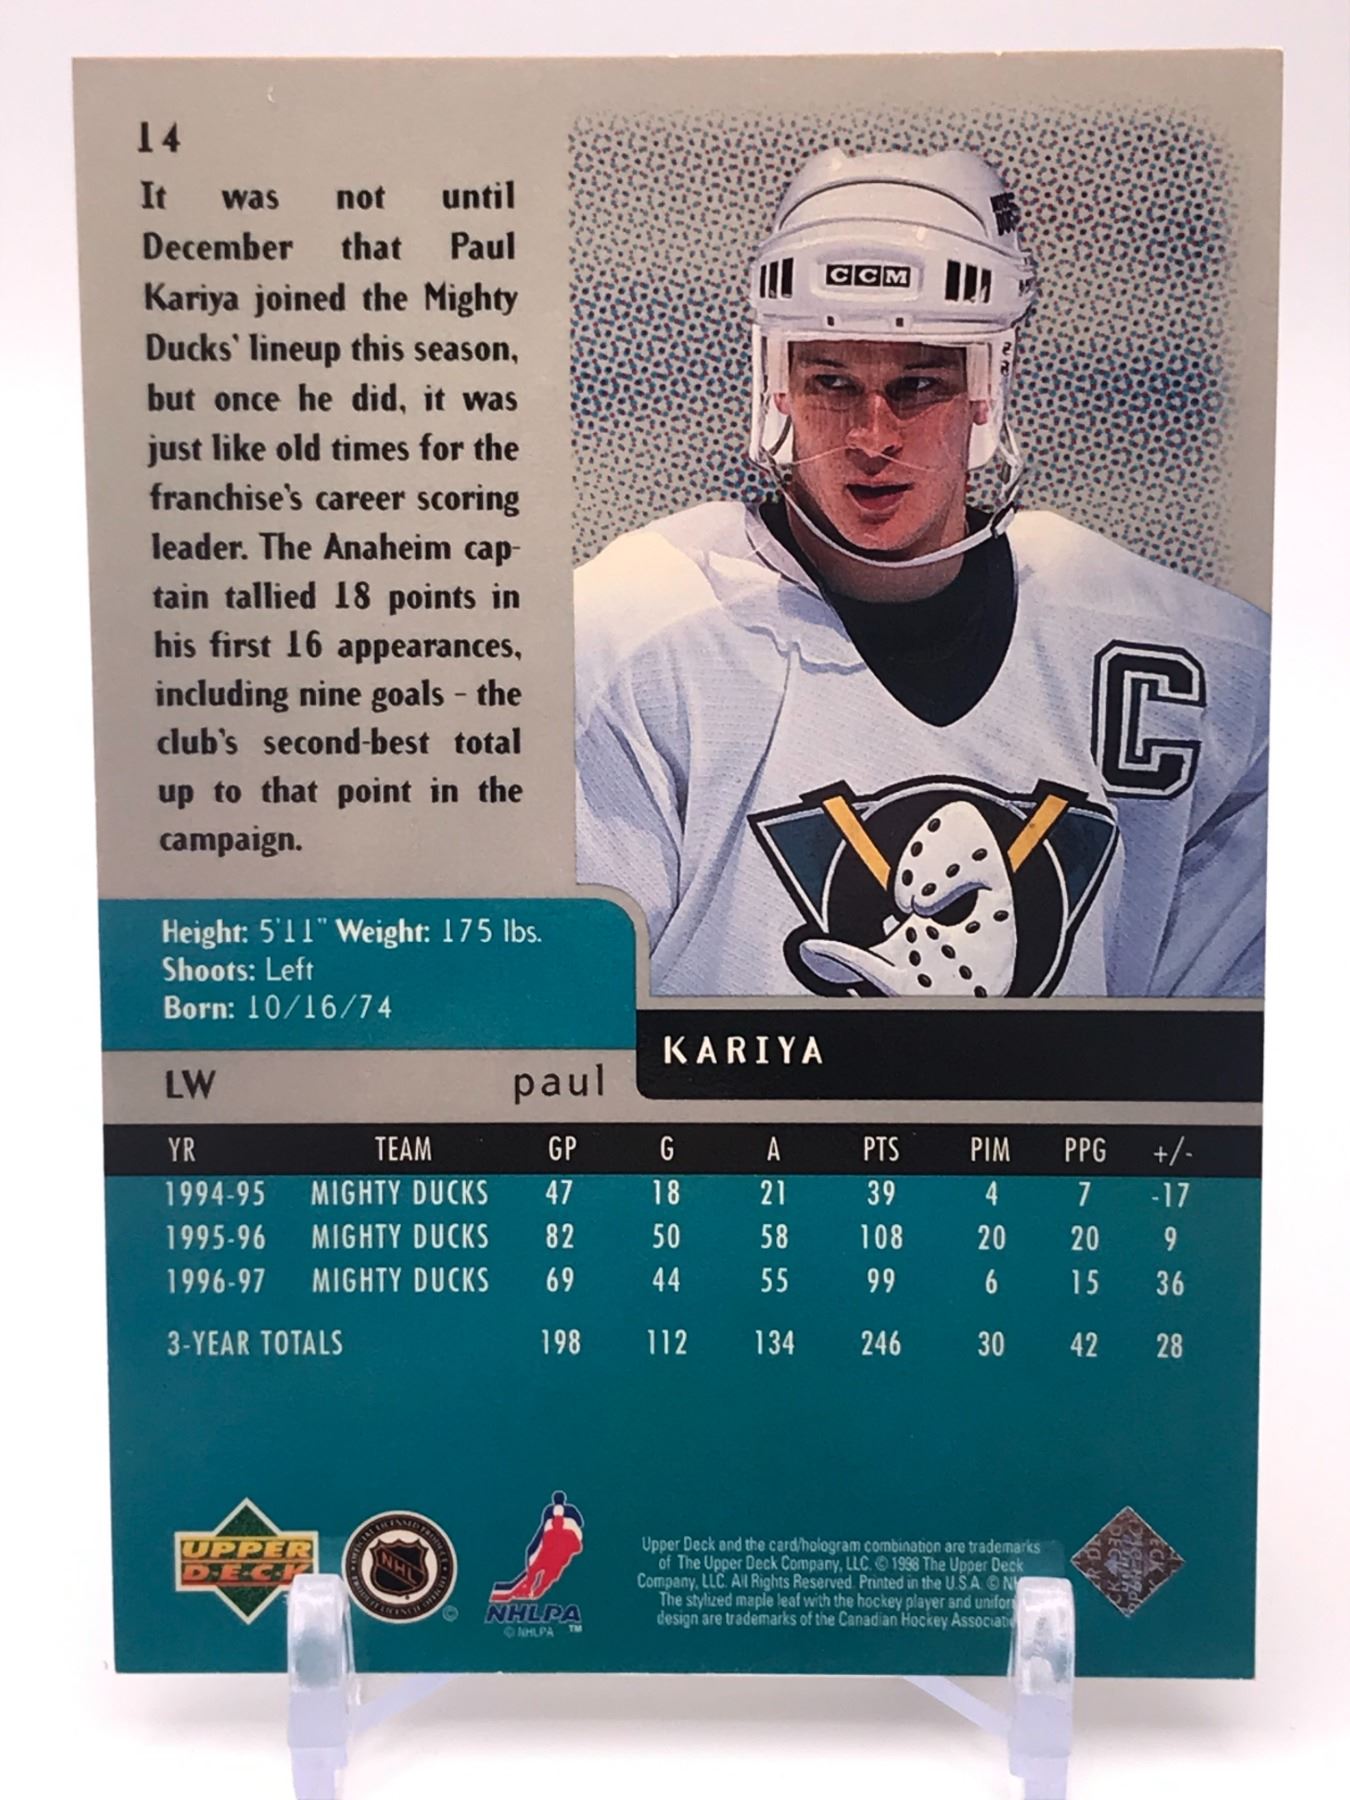 14
It was not until
December that Paul
Kariya joined the Mighty
Ducks' lineup this season,
but once he did, it was
just like old times for the
franchise's career scoring
leader. The Anaheim cap-
tain tallied 18 points in
his first 16 appearances,
including nine goals - the
club's second-best total
up to that point in the
campaign.
CCM
C
Height: 5'11" Weight: 175 lbs.
Shoots: Left
Born: 10/16/74
KARIYA
LW paul
YR TEAM GP G A PTS PIM PPG +/-
1994-95 MIGHTY DUCKS 47 18 21 39 4 7 -17
1995-96 MIGHTY DUCKS 82 50 58 108 20 20 9
1996-97 MIGHTY DUCKS 69 44 55 99 6 15 36
3-YEAR TOTALS 198 112 134 246 30 42 28
UPPER
DECK
NHL
NHLPA
© NHLPA ™
©
Upper Deck and the card/hologram combination are trademarks
of The Upper Deck Company, LLC. © 1998 The Upper Deck
Company, LLC. All Rights Reserved. Printed in the U.S.A. ©
The stylized maple leaf with the hockey player and
design are trademarks of the Canadian Hockey